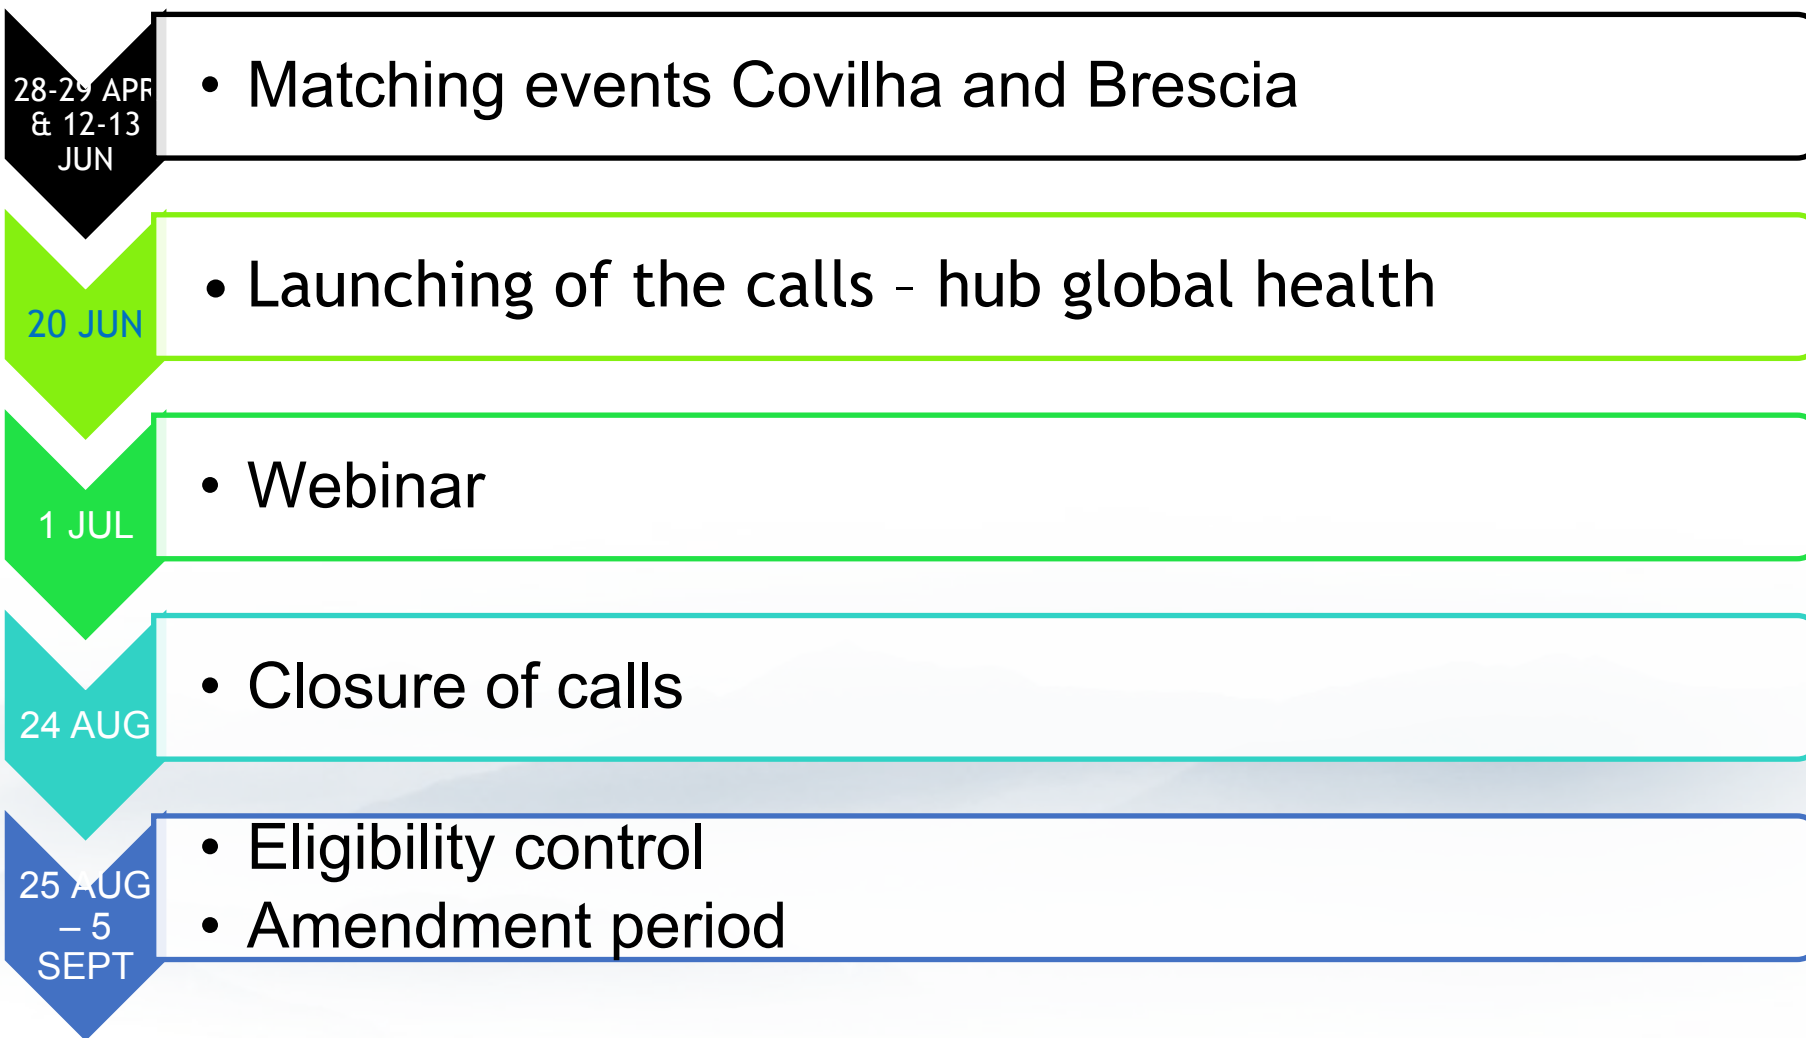 28-29 APR
& 12-13
JUN
• Matching events Covilha and Brescia
20 JUN
• Launching of the calls – hub global health
1 JUL
• Webinar
24 AUG
• Closure of calls
25 AUG
– 5
SEPT
• Eligibility control
• Amendment period